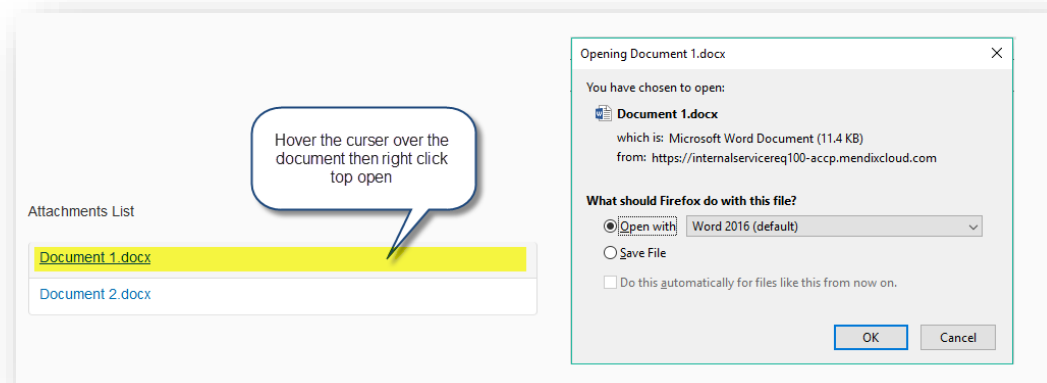 Hover the curser over the
document then right click
top open
Attachments List
Document 1.docx
Document 2.docx
Opening Document 1.docx
You have chosen to open:
Document 1.docx
which is: Microsoft Word Document (11.4 KB)
from: https://internalservicereq100-accp.mendixcloud.com
What should Firefox do with this file?
Open with Word 2016 (default)
Save File
Do this automatically for files like this from now on.
OK Cancel